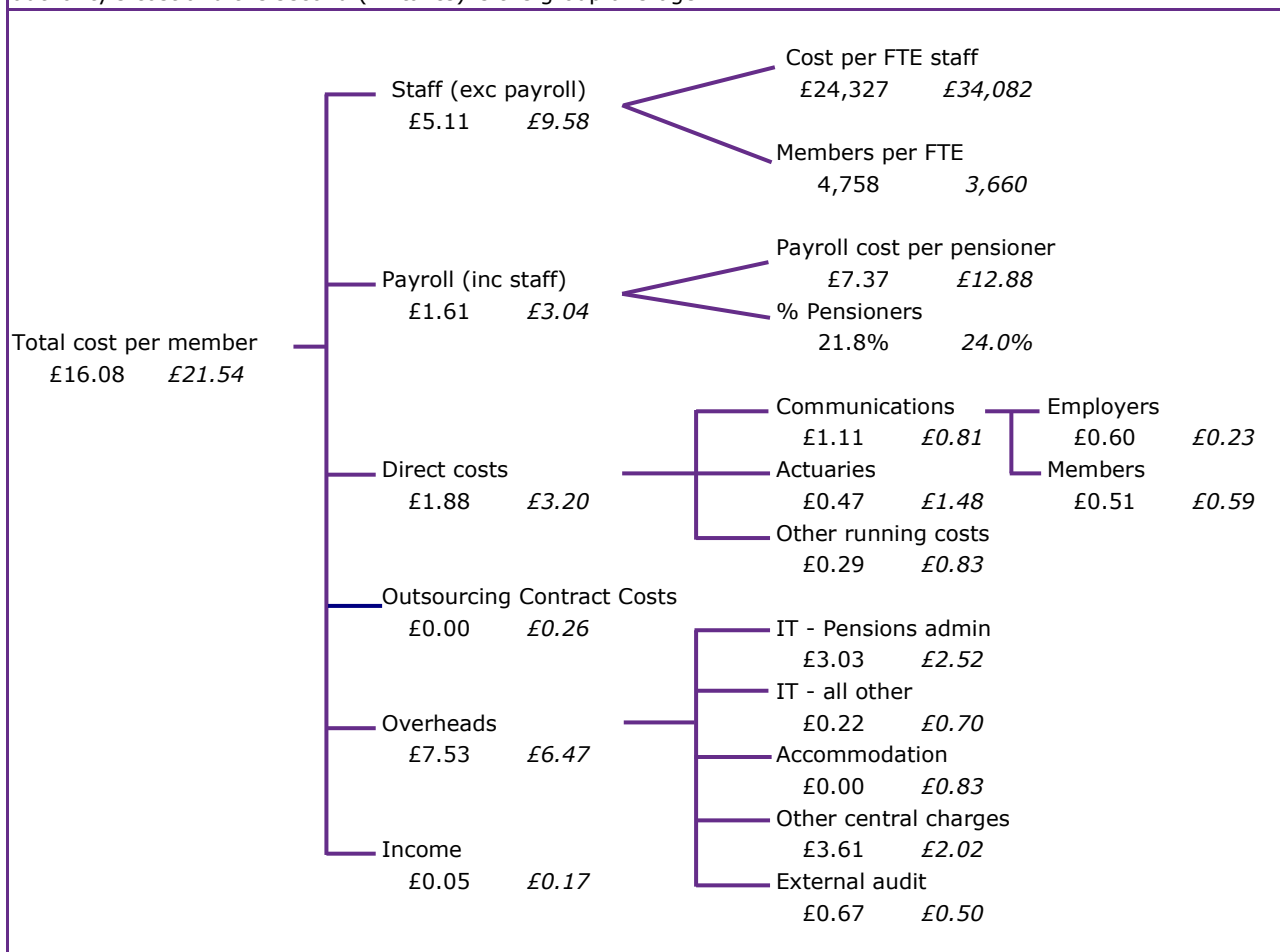 Cost per FTE staff
£24,327 £34,082
Staff (exc payroll)
£5.11 £9.58
Members per FTE
4,758 3,660
Payroll cost per pensioner
£7.37 £12.88
Payroll (inc staff)
£1.61 £3.04
% Pensioners
21.8% 24.0%
Total cost per member
£16.08 £21.54
Communications
£1.11 £0.81
Employers
£0.60 £0.23
Direct costs
£1.88 £3.20
Actuaries
£0.47 £1.48
Members
£0.51 £0.59
Other running costs
£0.29 £0.83
Outsourcing Contract Costs
£0.00 £0.26
IT - Pensions admin
£3.03 £2.52
IT - all other
£0.22 £0.70
Overheads
£7.53 £6.47
Accommodation
£0.00 £0.83
Other central charges
£3.61 £2.02
Income
£0.05 £0.17
External audit
£0.67 £0.50